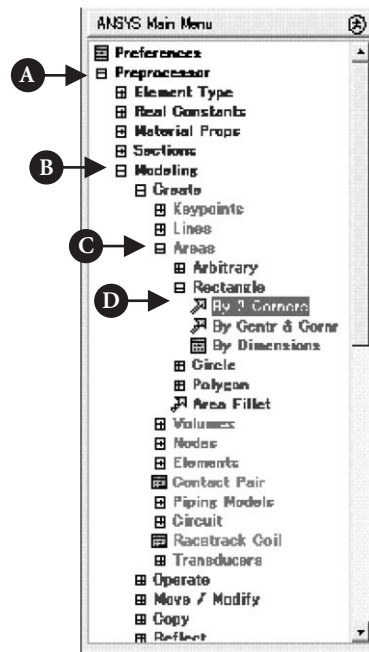 ANSYS Main Menu
Preferences
A Preprocessor
Element Type
Real Constants
Material Props
Sections
B Modeling
Create
Keypoints
Lines
C Areas
Arbitrary
Rectangle
D By 2 Corners
By Centr & Cornr
By Dimensions
Circle
Polygon
Area Fillet
Volumes
Nodes
Elements
Contact Pair
Piping Models
Circuit
Racetrack Coil
Transducers
Operate
Move / Modify
Copy
Reflect